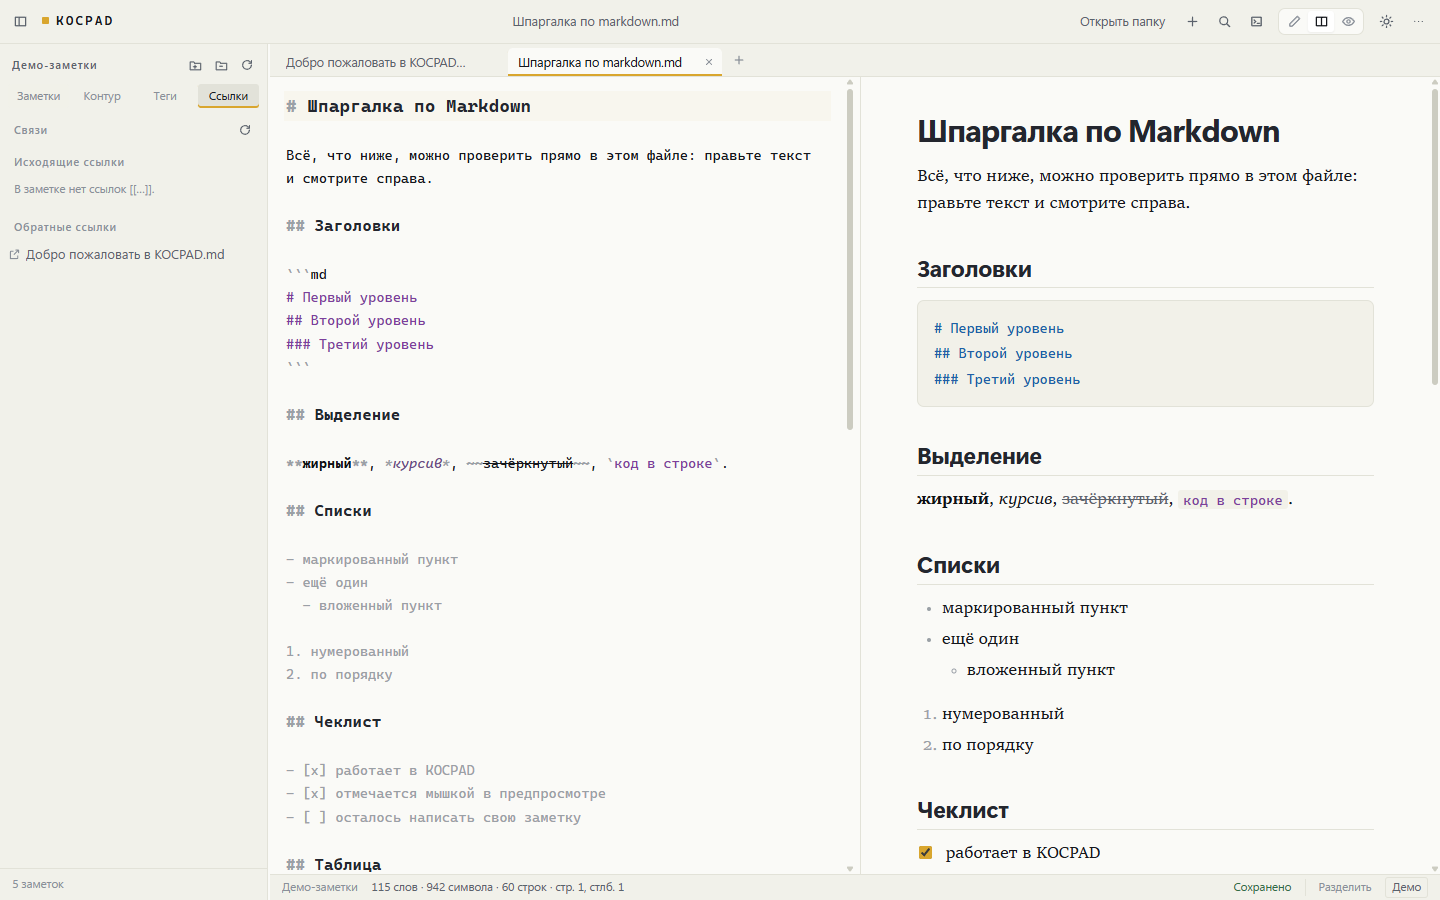 KOCPAD
Шпаргалка по markdown.md
Открыть папку
Демо-заметки
Заметки
Контур
Теги
Ссылки
Связи
Исходящие ссылки
В заметке нет ссылок [[...]].
Обратные ссылки
Добро пожаловать в KOCPAD.md
5 заметок
Добро пожаловать в KOCPAD...
Шпаргалка по markdown.md
# Шпаргалка по Markdown
Всё, что ниже, можно проверить прямо в этом файле: правьте текст
и смотрите справа.
## Заголовки
```md
# Первый уровень
## Второй уровень
### Третий уровень
```
## Выделение
**жирный**, *курсив*, ~~зачёркнутый~~, `код в строке`.
## Списки
- маркированный пункт
- ещё один
- вложенный пункт
1. нумерованный
2. по порядку
## Чеклист
- [x] работает в KOCPAD
- [x] отмечается мышкой в предпросмотре
- [ ] осталось написать свою заметку
## Таблица
Шпаргалка по Markdown
Всё, что ниже, можно проверить прямо в этом файле:
правьте текст и смотрите справа.
Заголовки
# Первый уровень
## Второй уровень
### Третий уровень
Выделение
жирный, курсив, зачёркнутый, код в строке.
Списки
• маркированный пункт
• ещё один
◦ вложенный пункт
1. нумерованный
2. по порядку
Чеклист
работает в KOCPAD
Демо-заметки
115 слов · 942 символа · 60 строк · стр. 1, стлб. 1
Сохранено
Разделить
Демо